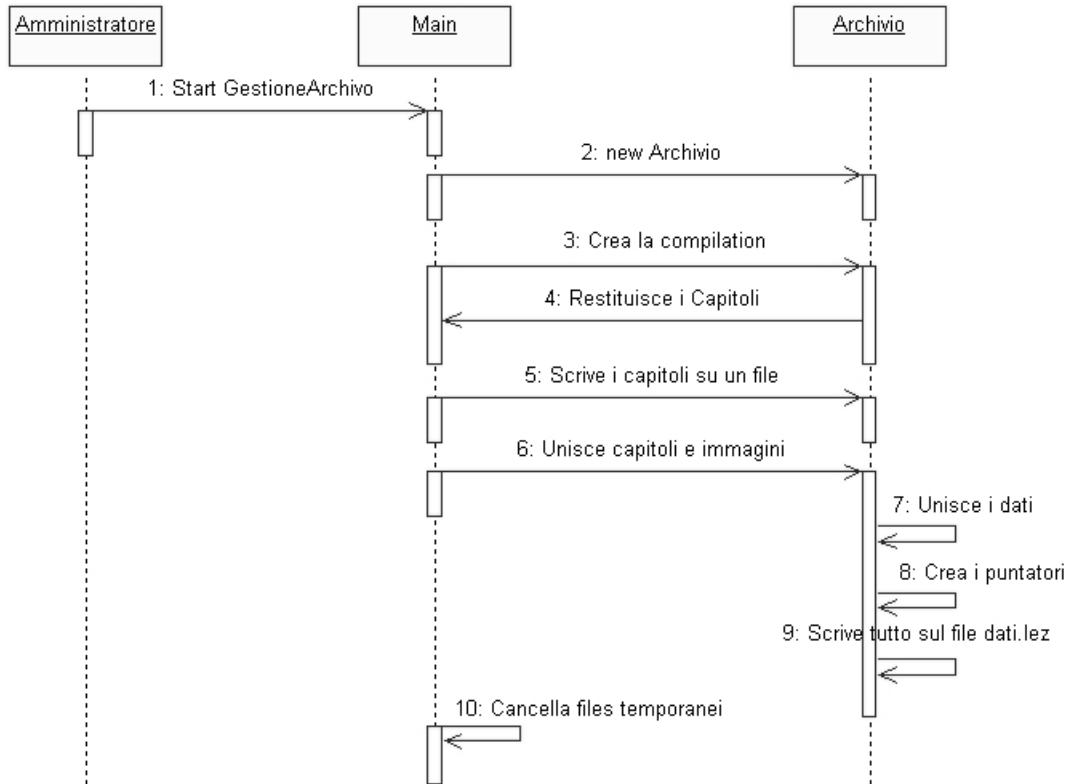 Amministratore
Main
Archivio
1: Start GestioneArchivo
2: new Archivio
3: Crea la compilation
4: Restituisce i Capitoli
5: Scrive i capitoli su un file
6: Unisce capitoli e immagini
7: Unisce i dati
8: Crea i puntatori
9: Scrive tutto sul file dati.lez
10: Cancella files temporanei